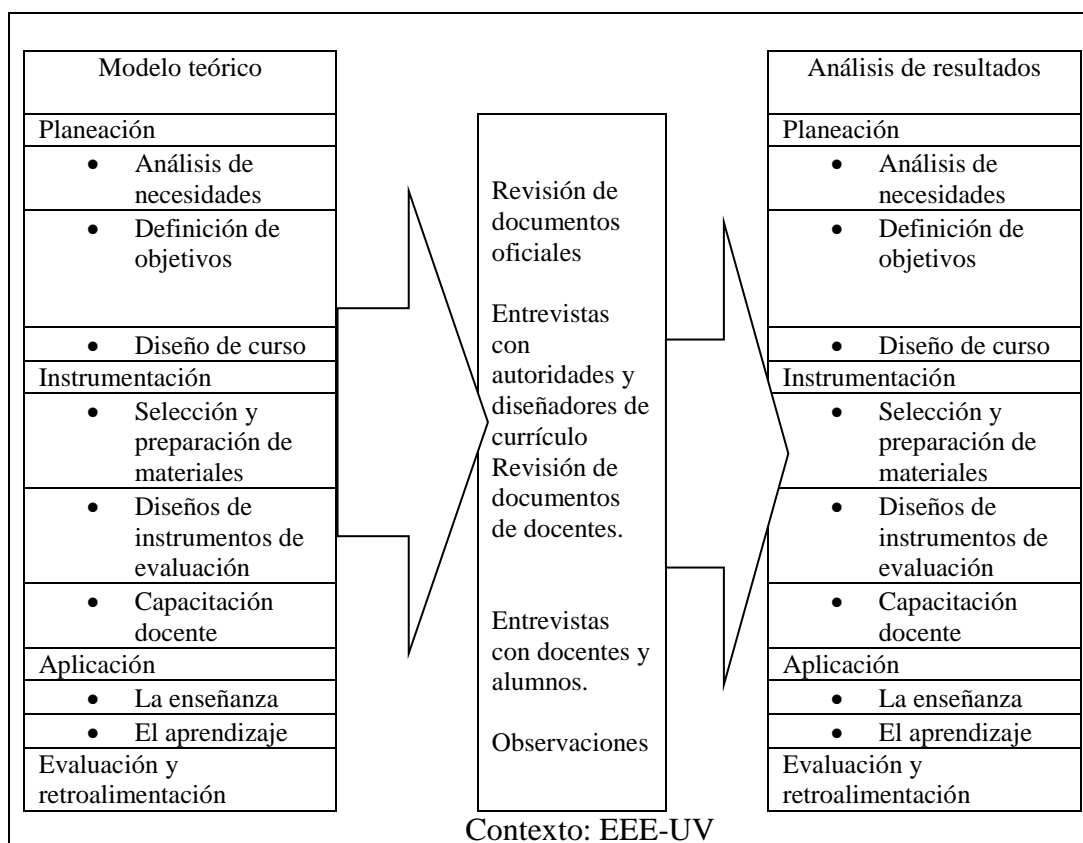 Modelo teórico
Planeación
• Análisis de
necesidades
• Definición de
objetivos
• Diseño de curso
Instrumentación
• Selección y
preparación de
materiales
• Diseños de
instrumentos de
evaluación
• Capacitación
docente
Aplicación
• La enseñanza
• El aprendizaje
Evaluación y
retroalimentación
Revisión de
documentos
oficiales
Entrevistas
con
autoridades y
diseñadores de
currículo
Revisión de
documentos
de docentes.
Entrevistas
con docentes y
alumnos.
Observaciones
Análisis de resultados
Planeación
• Análisis de
necesidades
• Definición de
objetivos
• Diseño de curso
Instrumentación
• Selección y
preparación de
materiales
• Diseños de
instrumentos de
evaluación
• Capacitación
docente
Aplicación
• La enseñanza
• El aprendizaje
Evaluación y
retroalimentación
Contexto: EEE-UV